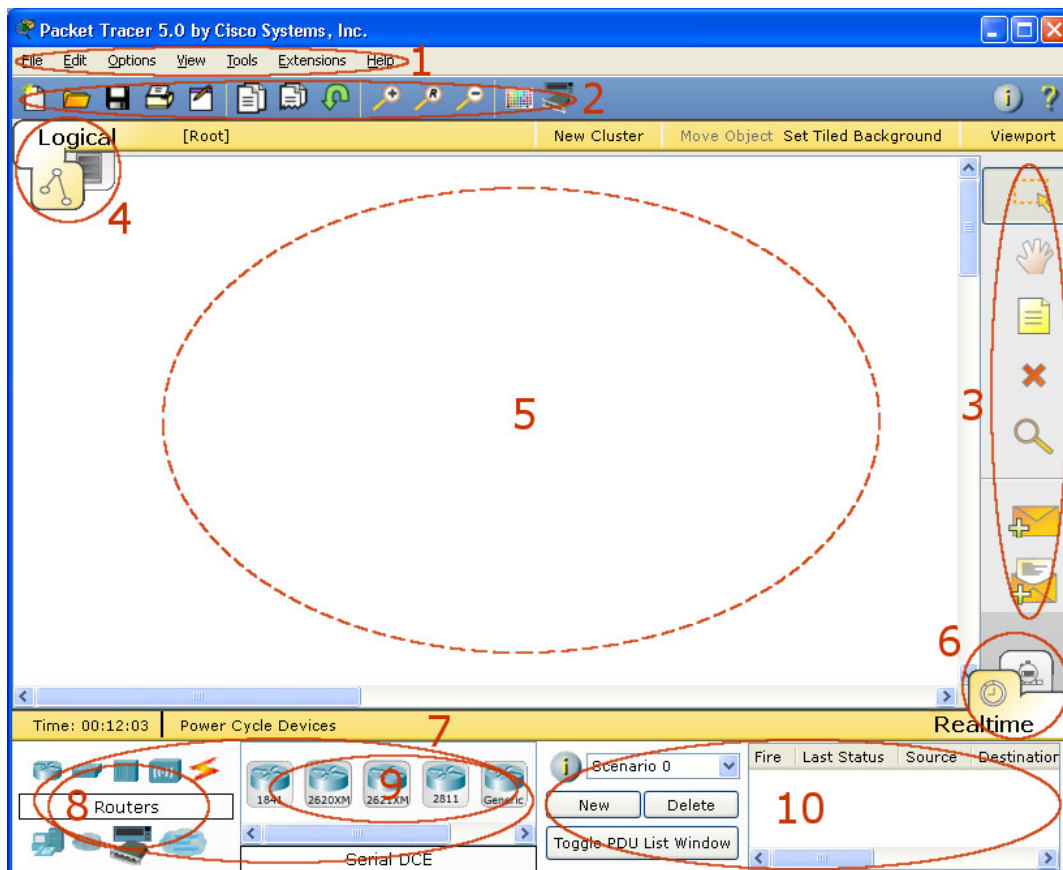 Packet Tracer 5.0 by Cisco Systems, Inc.
File Edit Options View Tools Extensions Help 1
R 2 i ?
Logical [Root] New Cluster Move Object Set Tiled Background Viewport
4
5
3
6
Time: 00:12:03 Power Cycle Devices 7 Realtime
8 Routers
1841 2620XM 2621XM 2811 Generic
9
Serial DCE
i Scenario 0
New Delete
Toggle PDU List Window
Fire Last Status Source Destination
10